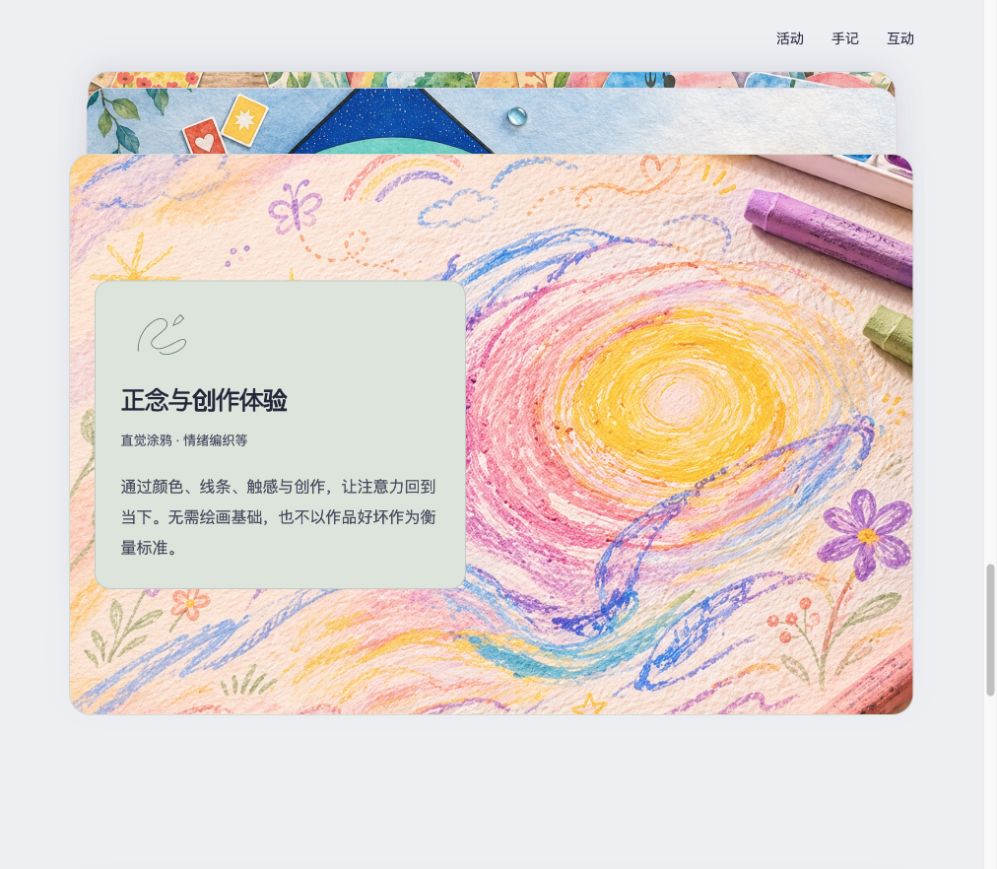 活动 手记 互动
正念与创作体验
直觉涂鸦 · 情绪编织等
通过颜色、线条、触感与创作，让注意力回到
当下。无需绘画基础，也不以作品好坏作为衡
量标准。